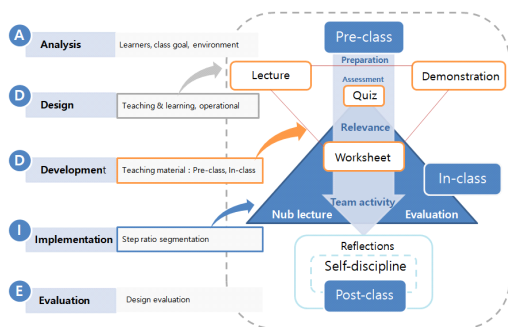 A
Analysis
Learners, class goal, environment
D
Design
Teaching & learning, operational
D
Development
Teaching material : Pre-class, In-class
I
Implementation
Step ratio segmentation
E
Evaluation
Design evaluation
Pre-class
Preparation
Lecture
Demonstration
Assessment
Quiz
Relevance
Worksheet
In-class
Team activity
Nub lecture
Evaluation
Reflections
Self-discipline
Post-class